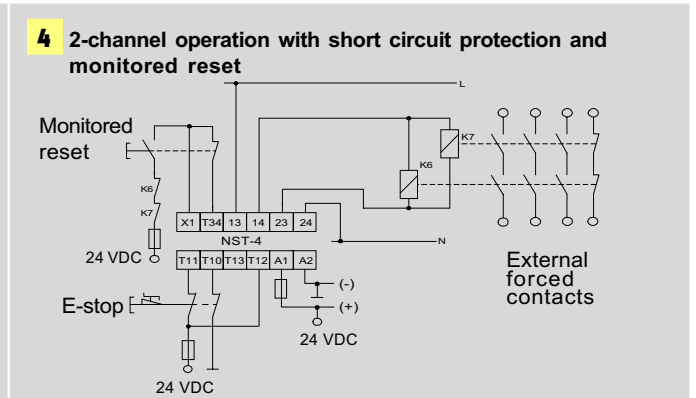 4 2-channel operation with short circuit protection and
monitored reset
L
Monitored
reset
K7
K6
K6
K7
X1 T34 13 14 23 24
NST-4
N
24 VDC
T11 T10 T13 T12 A1 A2
External
forced
contacts
(-)
E-stop
(+)
24 VDC
24 VDC